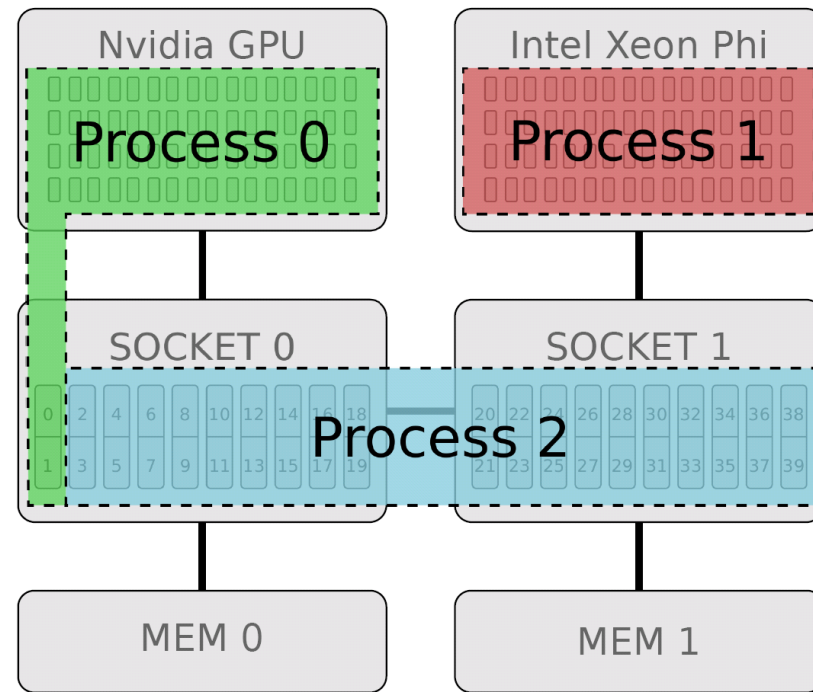 Nvidia GPU
Intel Xeon Phi
Process 0
Process 1
SOCKET 0
SOCKET 1
0 2 4 6 8 10 12 14 16 18
20 22 24 26 28 30 32 34 36 38
Process 2
1 3 5 7 9 11 13 15 17 19
21 23 25 27 29 31 33 35 37 39
MEM 0
MEM 1